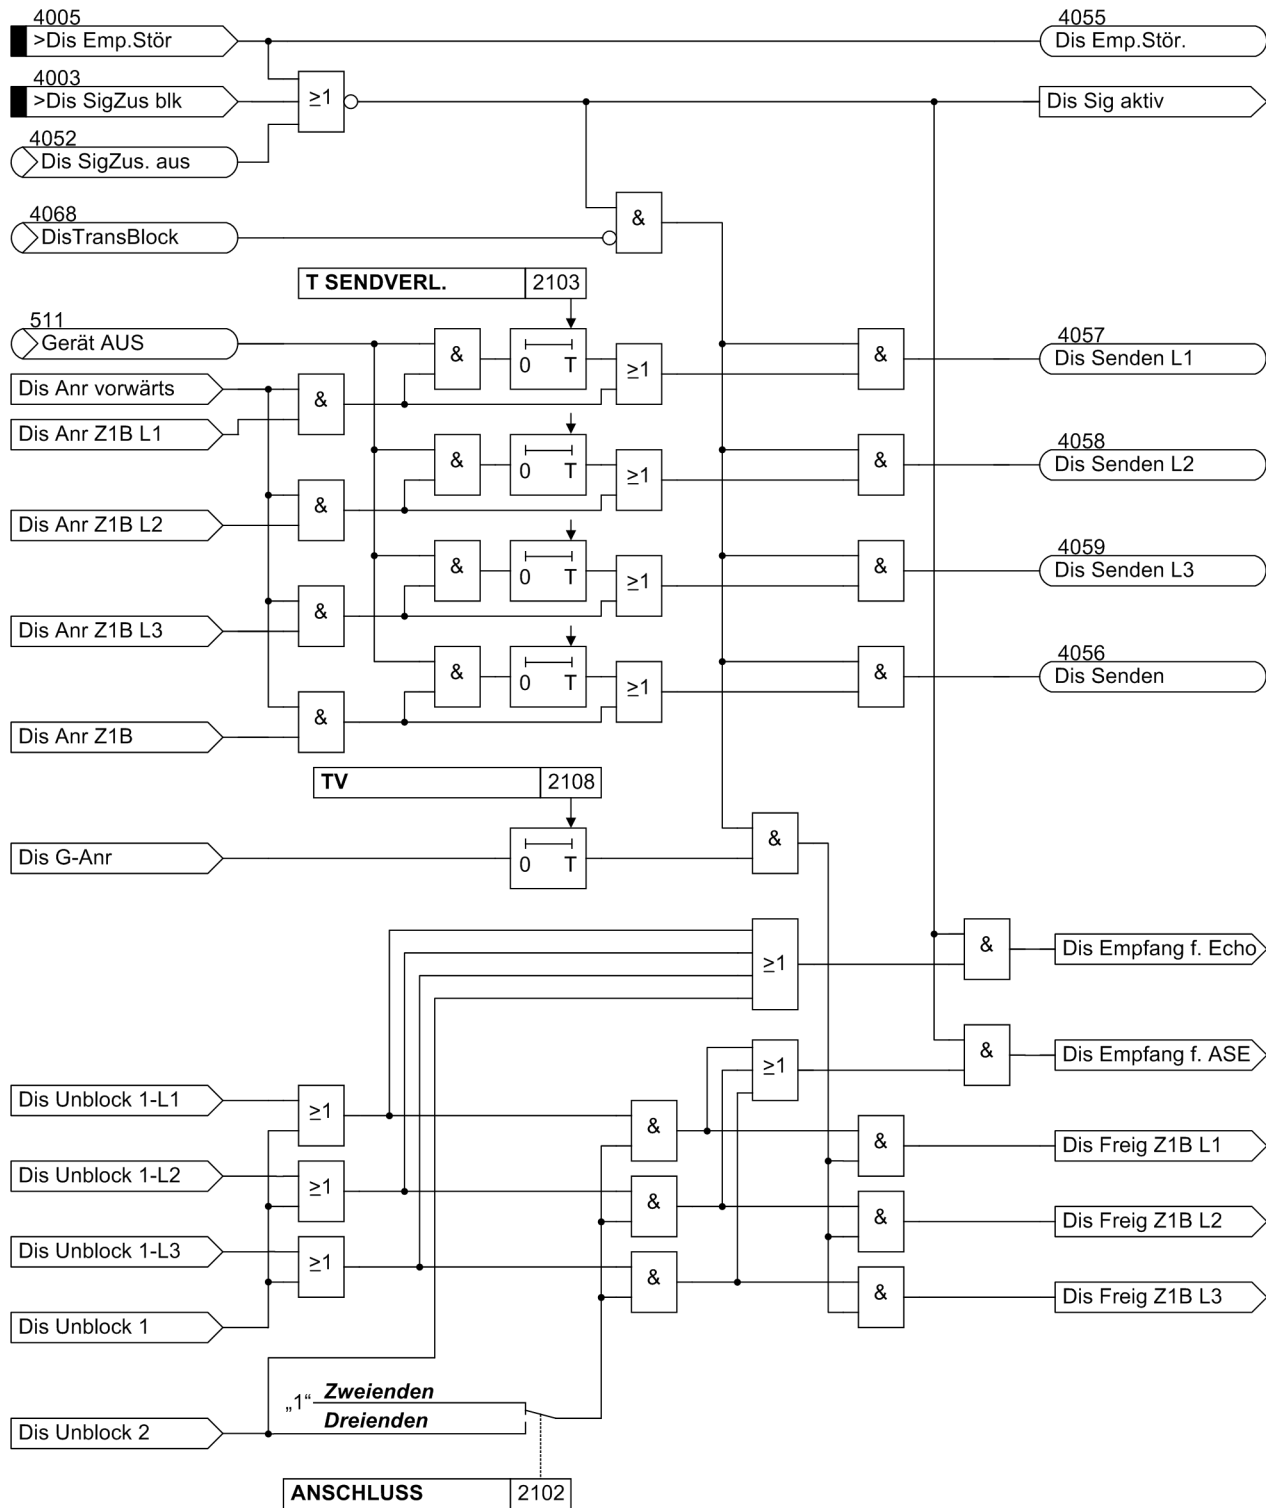 4005
>Dis Emp.Stör
4055
Dis Emp.Stör.
4003
>Dis SigZus blk
≥1
Dis Sig aktiv
4052
Dis SigZus. aus
4068
DisTransBlock
&
T SENDVERL. 2103
511
Gerät AUS
Dis Anr vorwärts
Dis Anr Z1B L1
&
&
0 T
≥1
&
4057
Dis Senden L1
Dis Anr Z1B L2
&
&
0 T
≥1
&
4058
Dis Senden L2
Dis Anr Z1B L3
&
&
0 T
≥1
&
4059
Dis Senden L3
Dis Anr Z1B
&
&
0 T
≥1
&
4056
Dis Senden
TV 2108
Dis G-Anr
0 T
&
≥1
&
Dis Empfang f. Echo
≥1
&
Dis Empfang f. ASE
Dis Unblock 1-L1
≥1
&
&
Dis Freig Z1B L1
Dis Unblock 1-L2
≥1
&
&
Dis Freig Z1B L2
Dis Unblock 1-L3
≥1
&
&
Dis Freig Z1B L3
Dis Unblock 1
„1“ Zweienden
Dreienden
Dis Unblock 2
ANSCHLUSS 2102